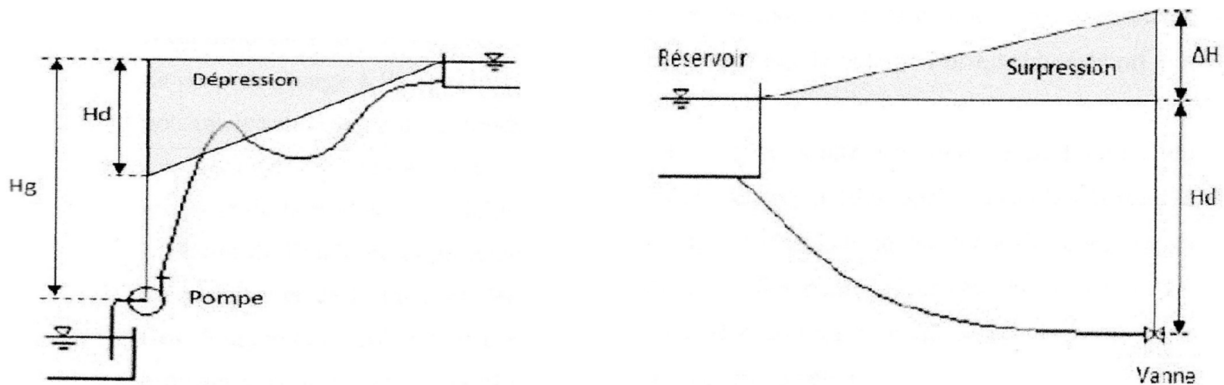 Dépression
Hd
Hg
Pompe
Réservoir
Surpression
ΔH
Hd
Vanne